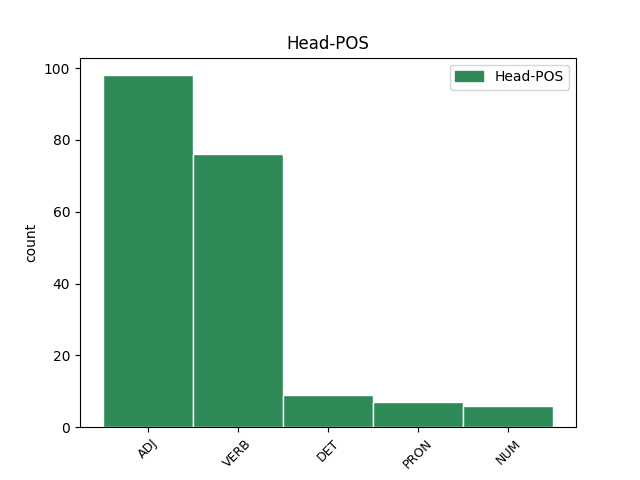 Head-POS
Head-POS
100
80
60
40
20
0
count
ADJ
VERB
DET
PRON
NUM